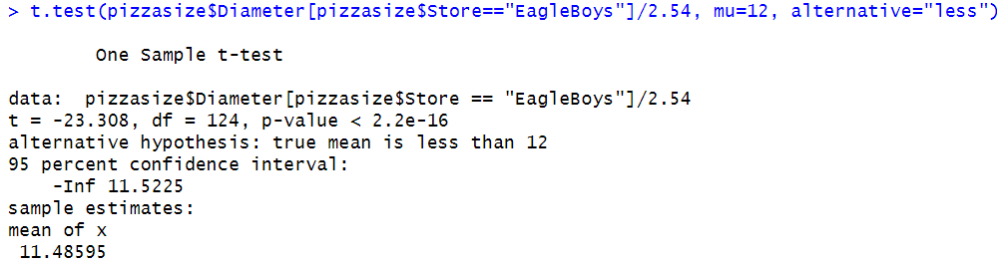 > t.test(pizzasize$Diameter[pizzasize$Store=="EagleBoys"]/2.54, mu=12, alternative="less")
One Sample t-test
data:  pizzasize$Diameter[pizzasize$Store == "EagleBoys"]/2.54
t = -23.308, df = 124, p-value < 2.2e-16
alternative hypothesis: true mean is less than 12
95 percent confidence interval:
-Inf 11.5225
sample estimates:
mean of x
11.48595